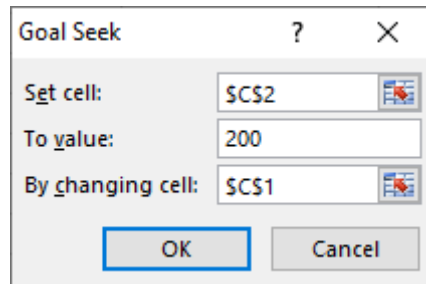 Goal Seek ? ×
Set cell: $C$2
To value: 200
By changing cell: $C$1
OK Cancel